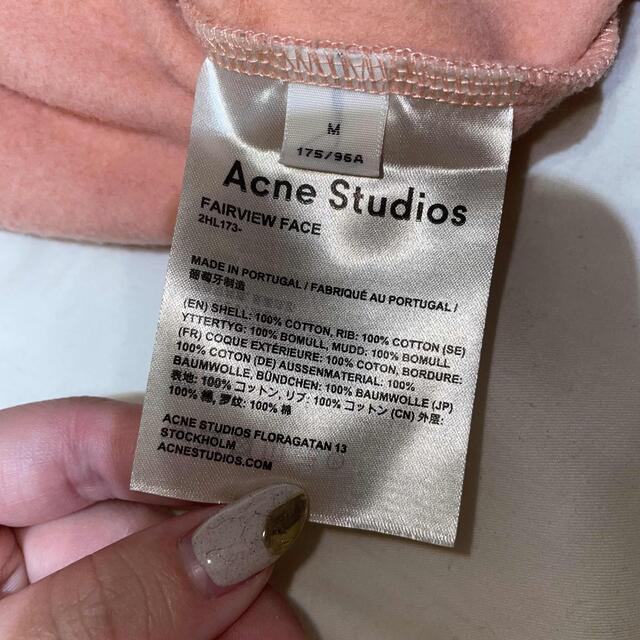 M
175/96A
Acne Studios
FAIRVIEW FACE
2HL173-
MADE IN PORTUGAL / FABRIQUÉ AU PORTUGAL /
葡萄牙制造
(EN) SHELL: 100% COTTON, RIB: 100% COTTON (SE)
YTTERTYG: 100% BOMULL, MUDD: 100% BOMULL
(FR) COQUE EXTÉRIEURE: 100% COTON, BORDURE:
100% COTON (DE) AUSSENMATERIAL: 100%
BAUMWOLLE, BÜNDCHEN: 100% BAUMWOLLE (JP)
表地: 100% コットン, リブ: 100% コットン (CN) 外层:
100% 棉, 罗纹: 100% 棉
ACNE STUDIOS FLORAGATAN 13
STOCKHOLM
ACNESTUDIOS.COM